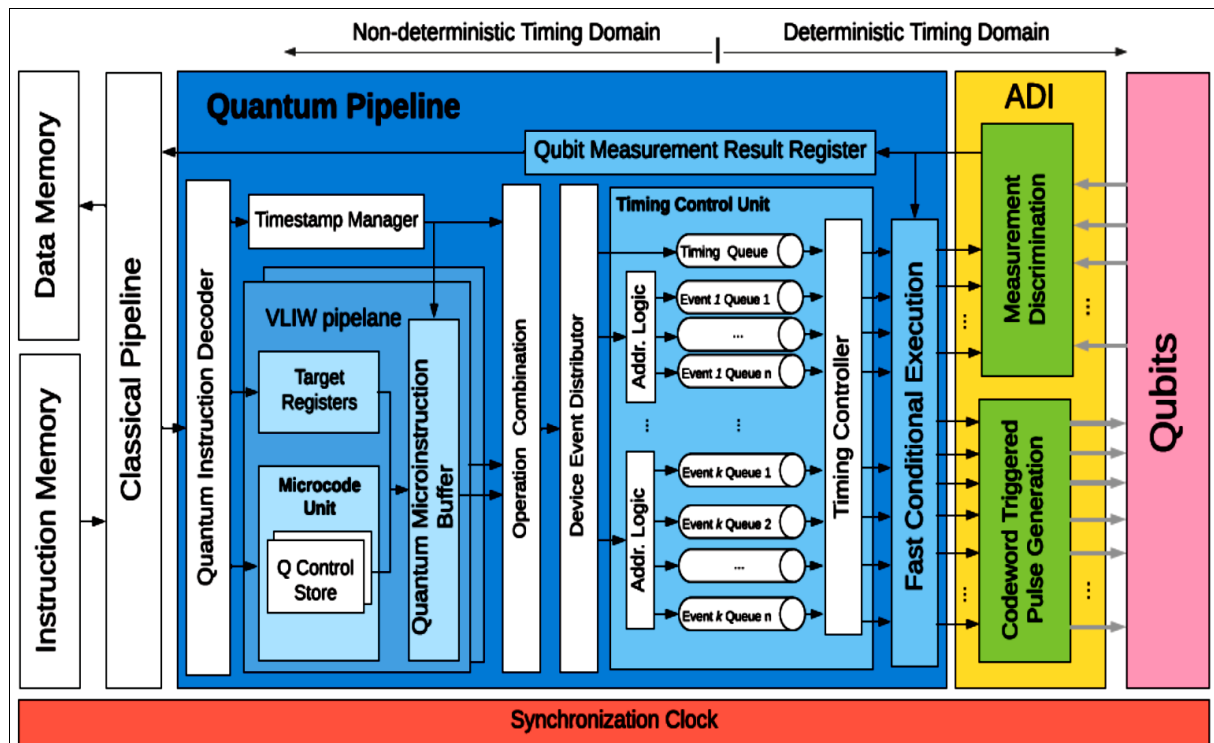 Non-deterministic Timing Domain
Deterministic Timing Domain
Data Memory
Instruction Memory
Classical Pipeline
Quantum Pipeline
Qubit Measurement Result Register
Quantum Instruction Decoder
Timestamp Manager
VLIW pipelane
Target
Registers
Microcode
Unit
Q Control
Store
Quantum Microinstruction
Buffer
Operation Combination
Device Event Distributor
Timing Control Unit
Timing Queue
Addr. Logic
Event 1 Queue 1
...
Event 1 Queue n
...
...
Addr. Logic
Event k Queue 1
Event k Queue 2
...
Event k Queue n
Timing Controller
Fast Conditional Execution
ADI
Measurement
Discrimination
...
...
Codeword Triggered
Pulse Generation
...
...
Qubits
Synchronization Clock